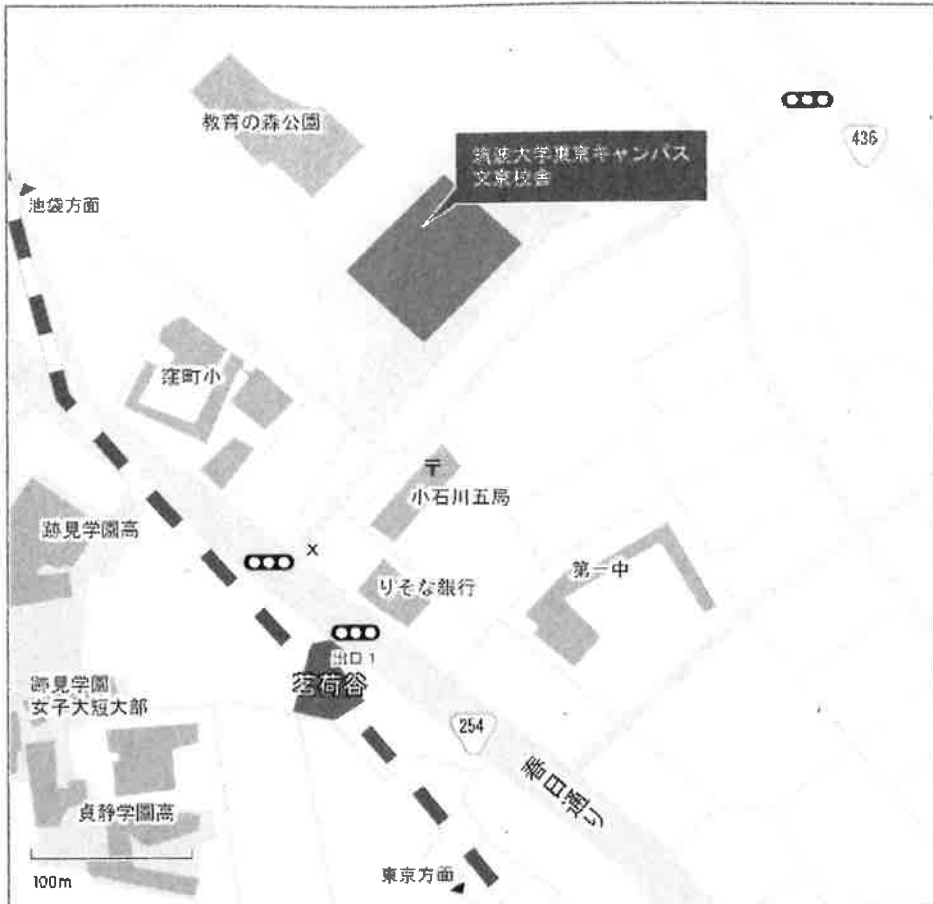 教育の森公園
筑波大学東京キャンパス
文京校舎
436
池袋方面
窪町小
〒
小石川五局
跡見学園高
x
りそな銀行
第一中
出口1
茗荷谷
跡見学園
女子大短大部
254
春日通り
貞静学園高
100m
東京方面